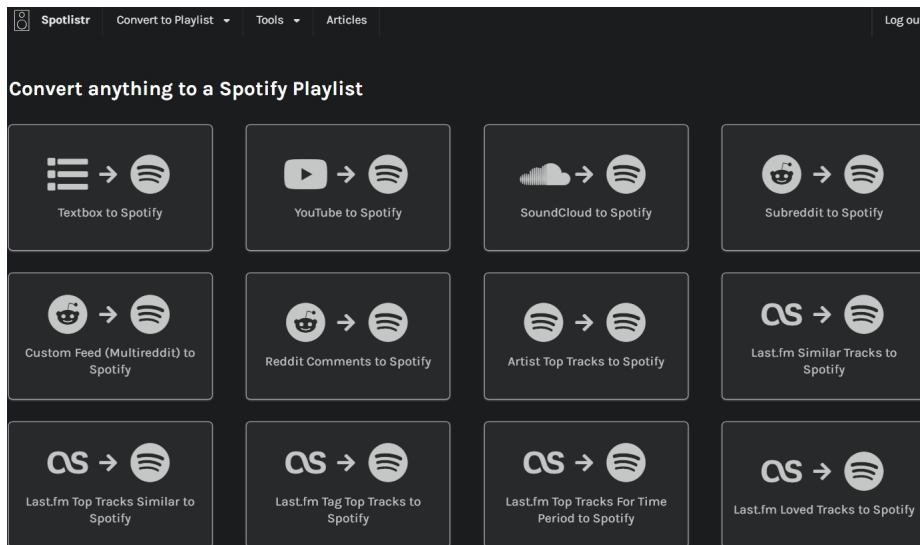 Spotlistr Convert to Playlist Tools Articles Log ou
Convert anything to a Spotify Playlist
Textbox to Spotify
YouTube to Spotify
SoundCloud to Spotify
Subreddit to Spotify
Custom Feed (Multireddit) to
Spotify
Reddit Comments to Spotify
Artist Top Tracks to Spotify
Last.fm Similar Tracks to
Spotify
Last.fm Top Tracks Similar to
Spotify
Last.fm Tag Top Tracks to
Spotify
Last.fm Top Tracks For Time
Period to Spotify
Last.fm Loved Tracks to Spotify